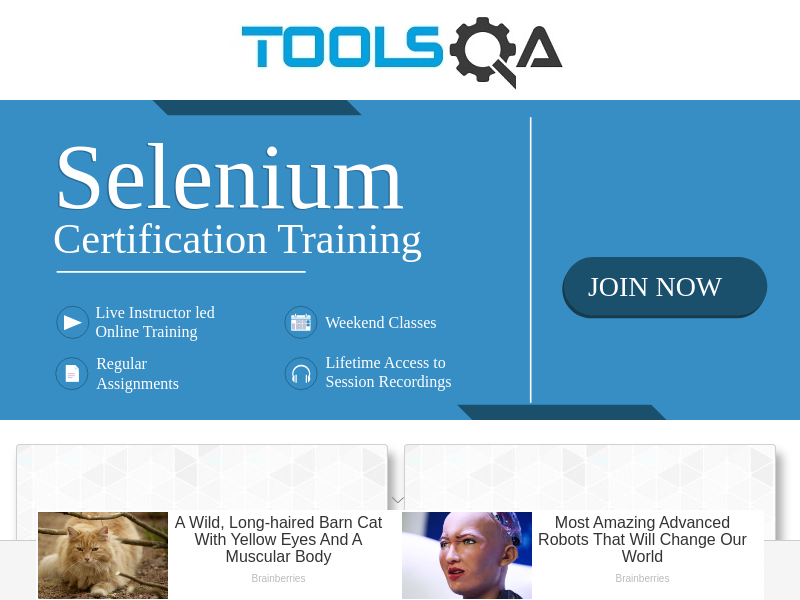 TOOLSQA
Selenium
Certification Training
JOIN NOW
Live Instructor led
Online Training
Weekend Classes
Regular
Assignments
Lifetime Access to
Session Recordings
A Wild, Long-haired Barn Cat
With Yellow Eyes And A
Muscular Body
Brainberries
Most Amazing Advanced
Robots That Will Change Our
World
Brainberries